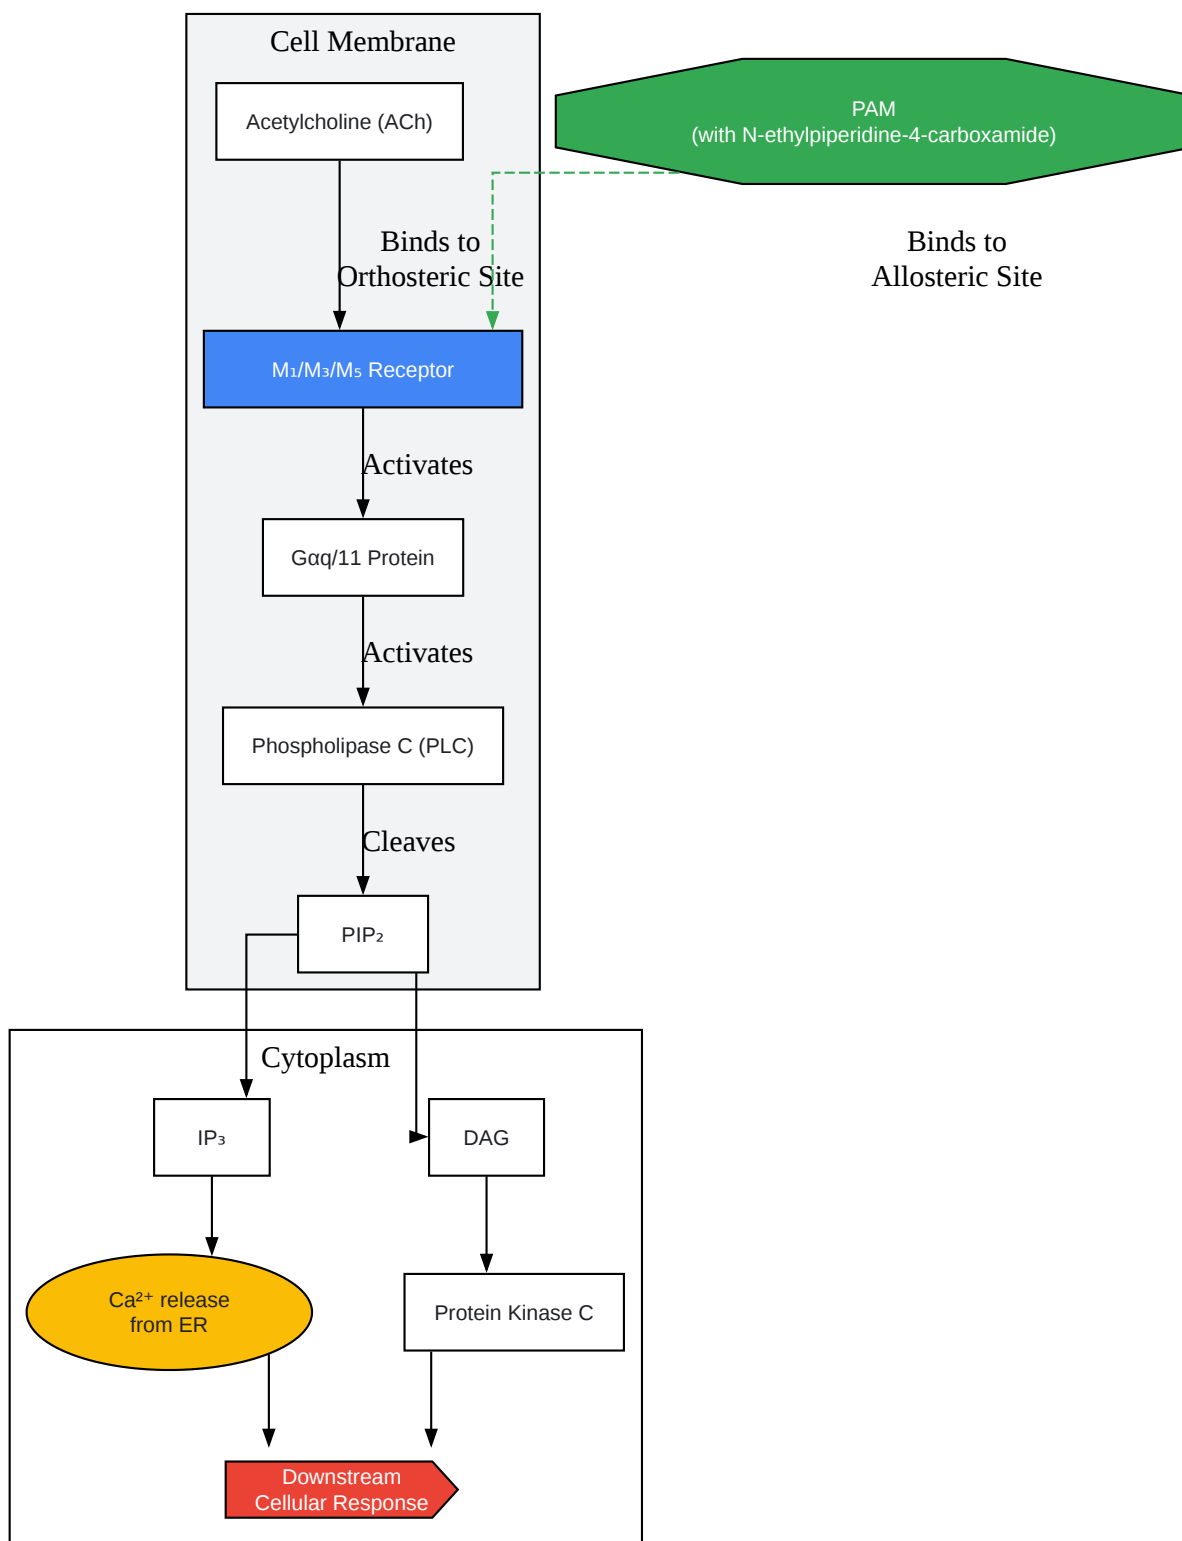 Cell Membrane
Acetylcholine (ACh)
PAM
(with N-ethylpiperidine-4-carboxamide)
Binds to
Orthosteric Site
Binds to
Allosteric Site
M₁/M₃/M₅ Receptor
Activates
Gαq/11 Protein
Activates
Phospholipase C (PLC)
Cleaves
PIP₂
Cytoplasm
IP₃
DAG
Ca²⁺ release
from ER
Protein Kinase C
Downstream
Cellular Response